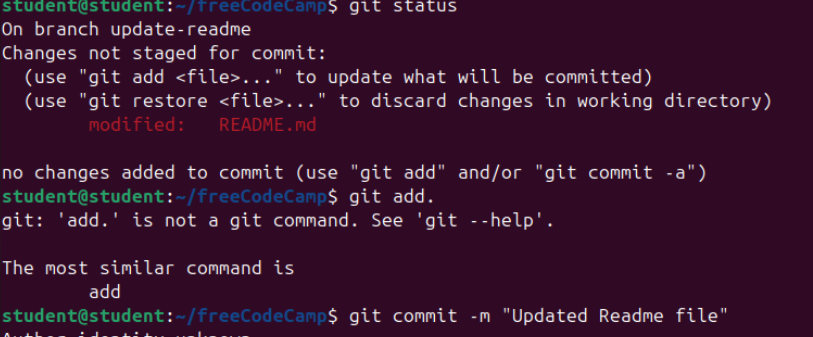 student@student:~/freeCodeCamp$ git status
On branch update-readme
Changes not staged for commit:
  (use "git add <file>..." to update what will be committed)
  (use "git restore <file>..." to discard changes in working directory)
        modified:   README.md

no changes added to commit (use "git add" and/or "git commit -a")
student@student:~/freeCodeCamp$ git add.
git: 'add.' is not a git command. See 'git --help'.

The most similar command is
        add
student@student:~/freeCodeCamp$ git commit -m "Updated Readme file"
Author identity unknown